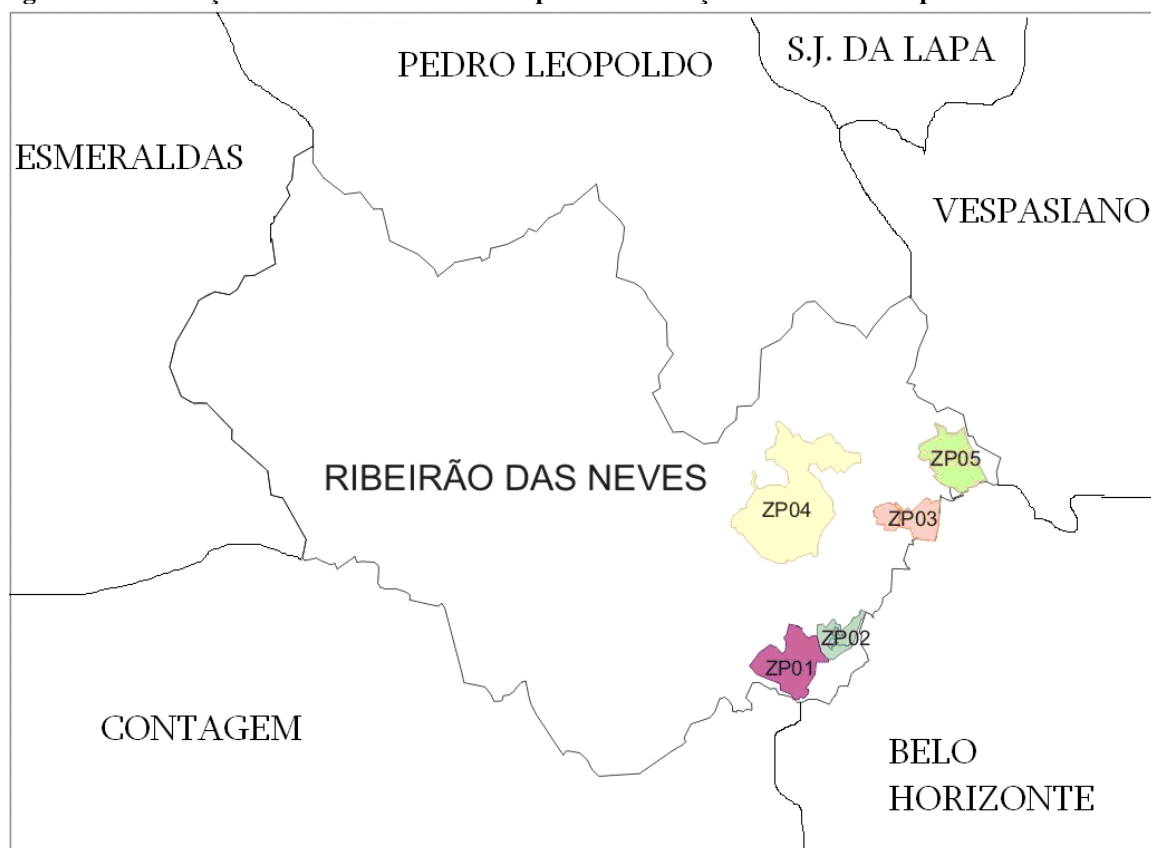 S.J. DA LAPA
PEDRO LEOPOLDO
ESMERALDAS
VESPASIANO
RIBEIRÃO DAS NEVES
ZP05
ZP04
ZP03
ZP02
ZP01
CONTAGEM
BELO
HORIZONTE